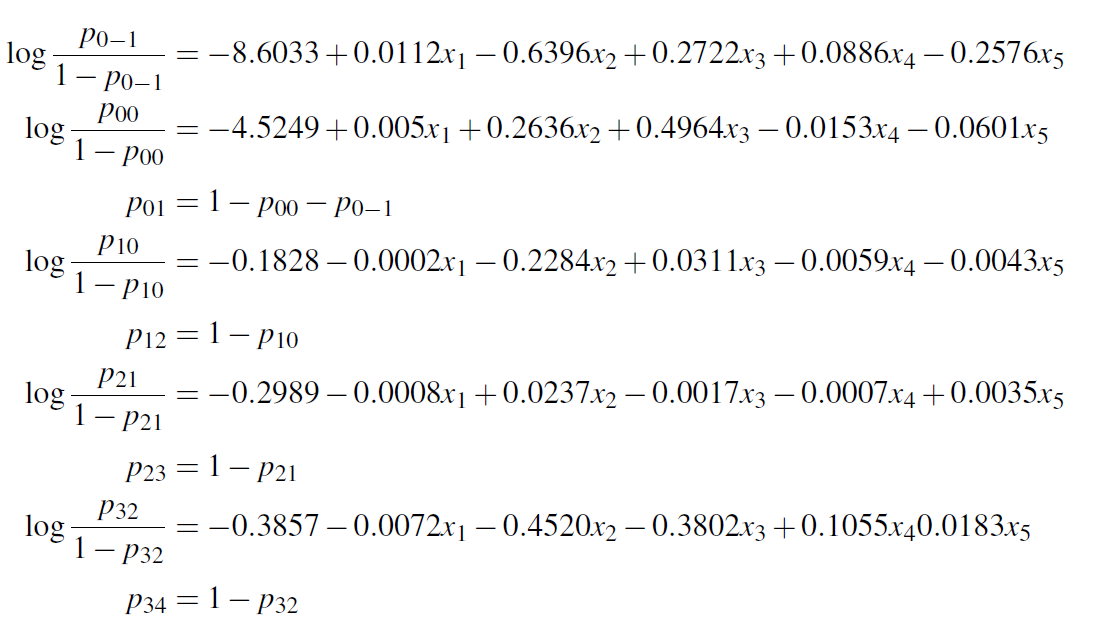 log p0−1 / 1 − p0−1 = −8.6033 + 0.0112x1 − 0.6396x2 + 0.2722x3 + 0.0886x4 − 0.2576x5
log p00 / 1 − p00 = −4.5249 + 0.005x1 + 0.2636x2 + 0.4964x3 − 0.0153x4 − 0.0601x5
p01 = 1 − p00 − p0−1
log p10 / 1 − p10 = −0.1828 − 0.0002x1 − 0.2284x2 + 0.0311x3 − 0.0059x4 − 0.0043x5
p12 = 1 − p10
log p21 / 1 − p21 = −0.2989 − 0.0008x1 + 0.0237x2 − 0.0017x3 − 0.0007x4 + 0.0035x5
p23 = 1 − p21
log p32 / 1 − p32 = −0.3857 − 0.0072x1 − 0.4520x2 − 0.3802x3 + 0.1055x40.0183x5
p34 = 1 − p32